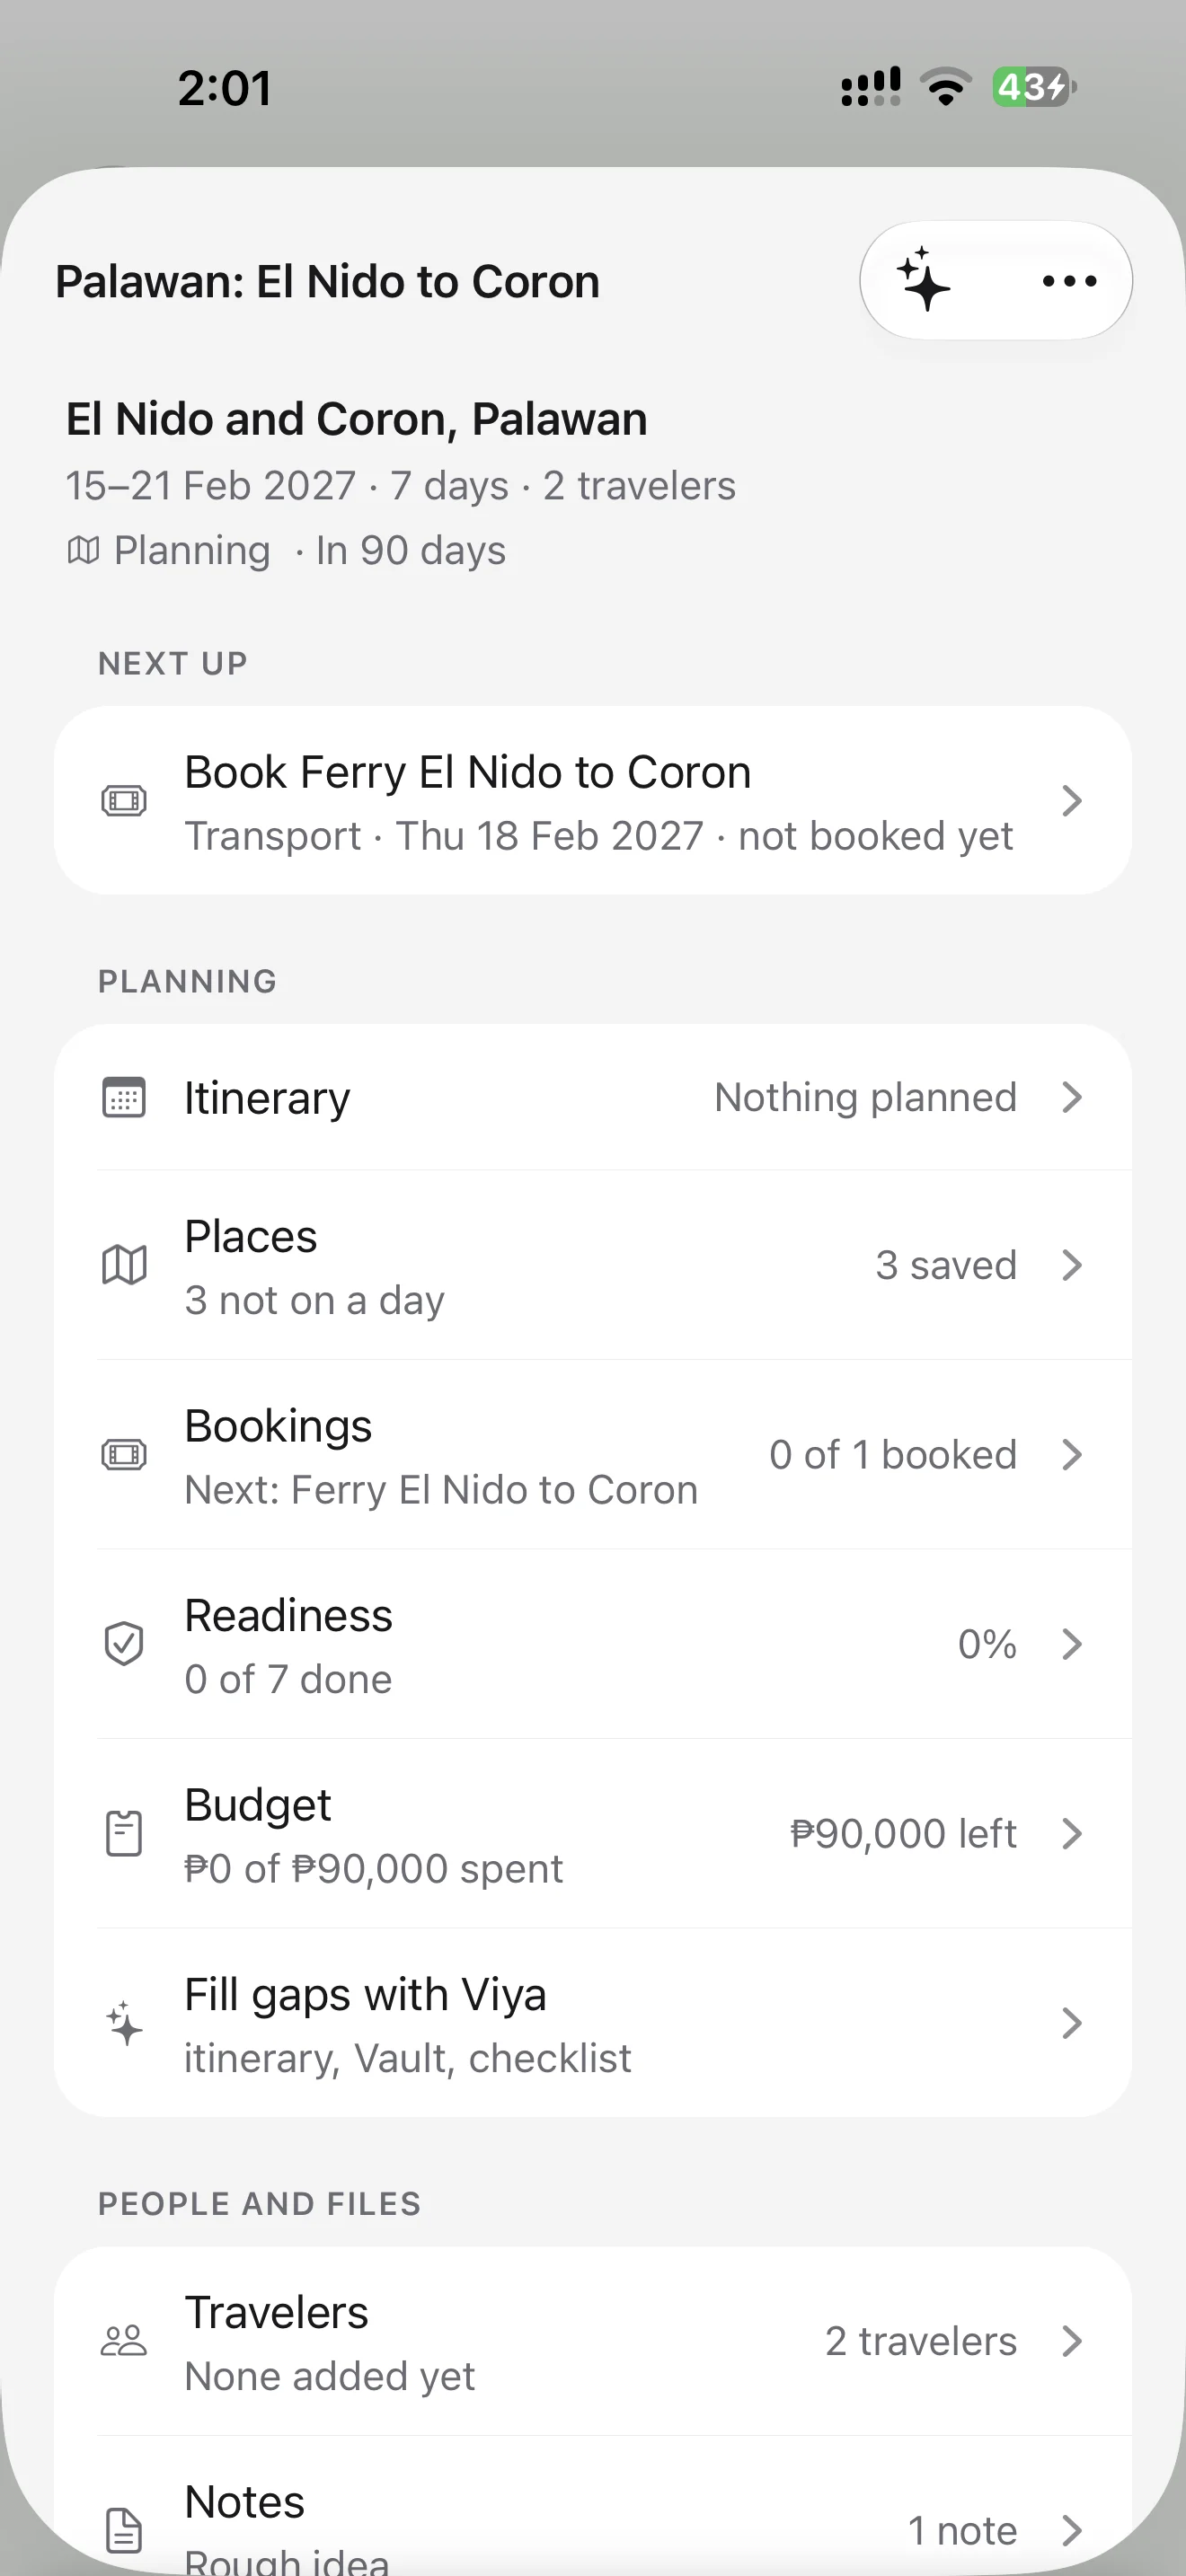 2:01
43
Palawan: El Nido to Coron
El Nido and Coron, Palawan
15–21 Feb 2027 · 7 days · 2 travelers
Planning · In 90 days
NEXT UP
Book Ferry El Nido to Coron
Transport · Thu 18 Feb 2027 · not booked yet
PLANNING
Itinerary
Nothing planned
Places
3 not on a day
3 saved
Bookings
Next: Ferry El Nido to Coron
0 of 1 booked
Readiness
0 of 7 done
0%
Budget
₱0 of ₱90,000 spent
₱90,000 left
Fill gaps with Viya
itinerary, Vault, checklist
PEOPLE AND FILES
Travelers
None added yet
2 travelers
Notes
Rough idea
1 note